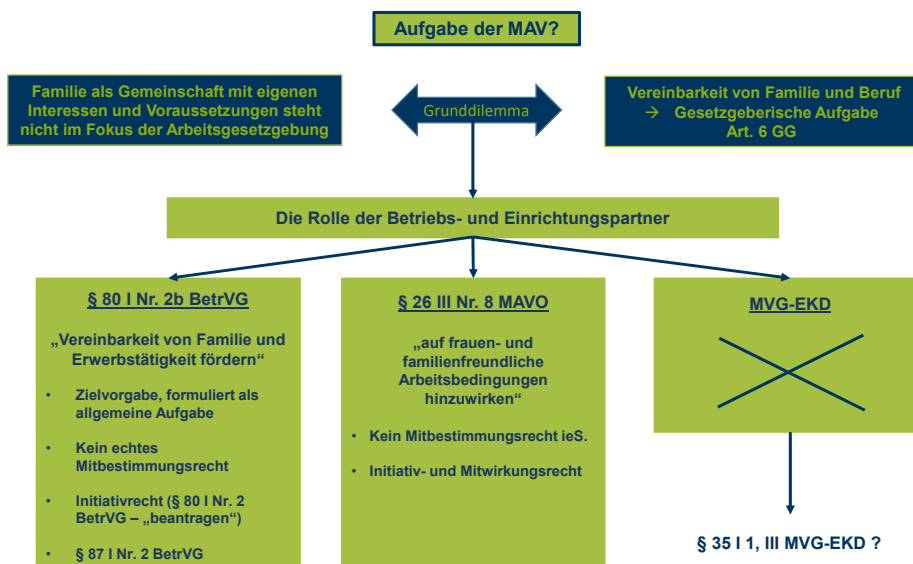 Aufgabe der MAV?
Familie als Gemeinschaft mit eigenen
Interessen und Voraussetzungen steht
nicht im Fokus der Arbeitsgesetzgebung
Grunddilemma
Vereinbarkeit von Familie und Beruf
→ Gesetzgeberische Aufgabe
Art. 6 GG
Die Rolle der Betriebs- und Einrichtungspartner
§ 80 I Nr. 2b BetrVG
„Vereinbarkeit von Familie und
Erwerbstätigkeit fördern“
• Zielvorgabe, formuliert als
allgemeine Aufgabe
• Kein echtes
Mitbestimmungsrecht
• Initiativrecht (§ 80 I Nr. 2
BetrVG – „beantragen“)
• § 87 I Nr. 2 BetrVG
§ 26 III Nr. 8 MAVO
„auf frauen- und
familienfreundliche
Arbeitsbedingungen
hinzuwirken“
• Kein Mitbestimmungsrecht ieS.
• Initiativ- und Mitwirkungsrecht
MVG-EKD
§ 35 I 1, III MVG-EKD ?